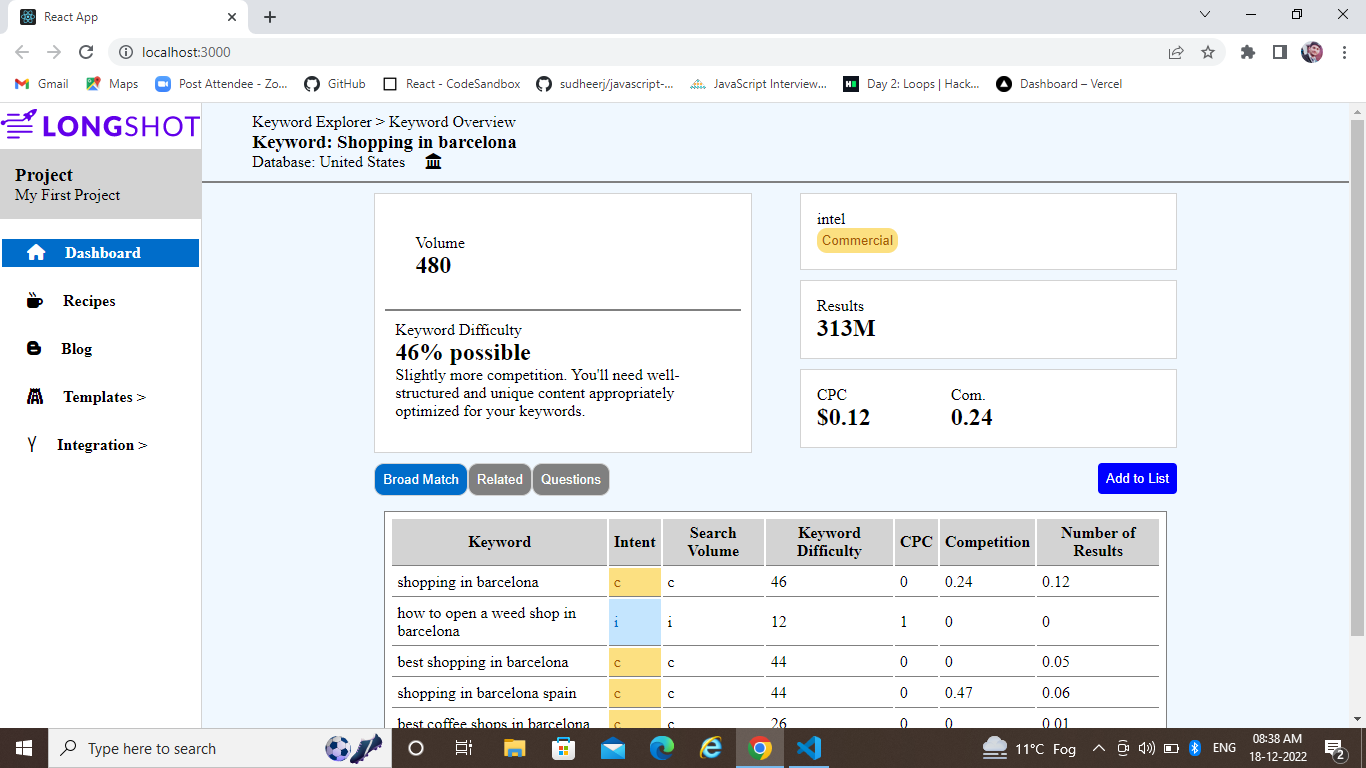 React App
localhost:3000
Gmail
Maps
Post Attendee - Zo...
GitHub
React - CodeSandbox
sudheerj/javascript-...
JavaScript Interview...
Day 2: Loops | Hack...
Dashboard – Vercel
LONGSHOT
Project
My First Project
Dashboard
Recipes
Blog
Templates >
Integration >
Keyword Explorer > Keyword Overview
Keyword: Shopping in barcelona
Database: United States
Volume
480
Keyword Difficulty
46% possible
Slightly more competition. You'll need well-
structured and unique content appropriately
optimized for your keywords.
intel
Commercial
Results
313M
CPC Com.
$0.12 0.24
Broad Match Related Questions
Add to List
Keyword Intent Search Volume Keyword Difficulty CPC Competition Number of Results
shopping in barcelona c c 46 0 0.24 0.12
how to open a weed shop in
barcelona i i 12 1 0 0
best shopping in barcelona c c 44 0 0 0.05
shopping in barcelona spain c c 44 0 0.47 0.06
best coffee shops in barcelona c c 26 0 0 0.01
Type here to search
11°C Fog
ENG
08:38 AM
18-12-2022
2